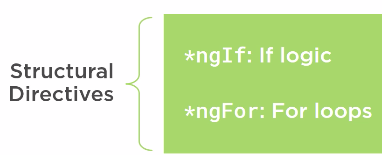 Structural
Directives
*ngIf: If logic
*ngFor: For loops